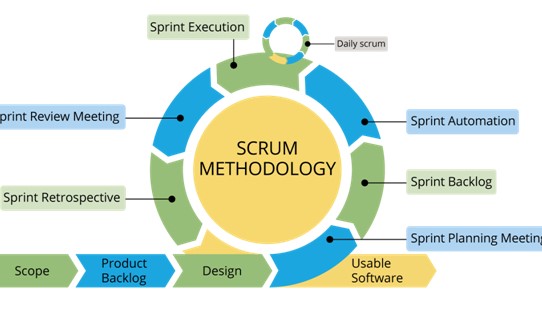 Sprint Execution
Daily scrum
print Review Meeting
Sprint Automation
SCRUM
METHODOLOGY
Sprint Retrospective
Sprint Backlog
Sprint Planning Meeting
Scope
Product
Backlog
Design
Usable
Software